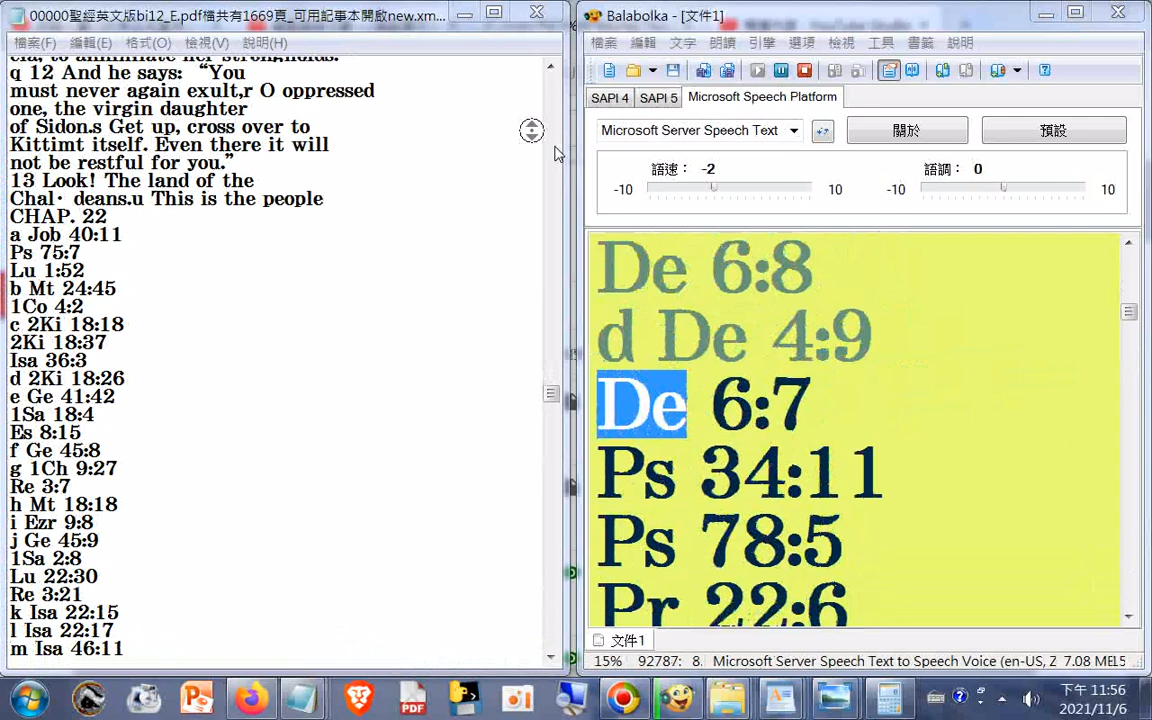 00000聖經英文版bi12_E.pdf檔共有1669頁_可用記事本開啟new.xm...
檔案(F) 編輯(E) 格式(O) 檢視(V) 說明(H)
cia, to annihilate her strongholds.
q 12 And he says: “You
must never again exult,r O oppressed
one, the virgin daughter
of Sidon.s Get up, cross over to
Kittimt itself. Even there it will
not be restful for you.”
13 Look! The land of the
Chal· deans.u This is the people
CHAP. 22
a Job 40:11
Ps 75:7
Lu 1:52
b Mt 24:45
1Co 4:2
c 2Ki 18:18
2Ki 18:37
Isa 36:3
d 2Ki 18:26
e Ge 41:42
1Sa 18:4
Es 8:15
f Ge 45:8
g 1Ch 9:27
Re 3:7
h Mt 18:18
i Ezr 9:8
j Ge 45:9
1Sa 2:8
Lu 22:30
Re 3:21
k Isa 22:15
l Isa 22:17
m Isa 46:11
Balabolka - [文件1]
檔案 編輯 文字 朗讀 引擎 選項 檢視 工具 書籤 說明
SAPI 4 SAPI 5 Microsoft Speech Platform
Microsoft Server Speech Text 關於 預設
語速： -2 語調： 0
-10 10 -10 10
De 6:8
d De 4:9
De 6:7
Ps 34:11
Ps 78:5
Pr 22:6
文件1
15% 92787: 8. Microsoft Server Speech Text to Speech Voice (en-US, Z 7.08 МБ15
PDF
下午 11:56
2021/11/6